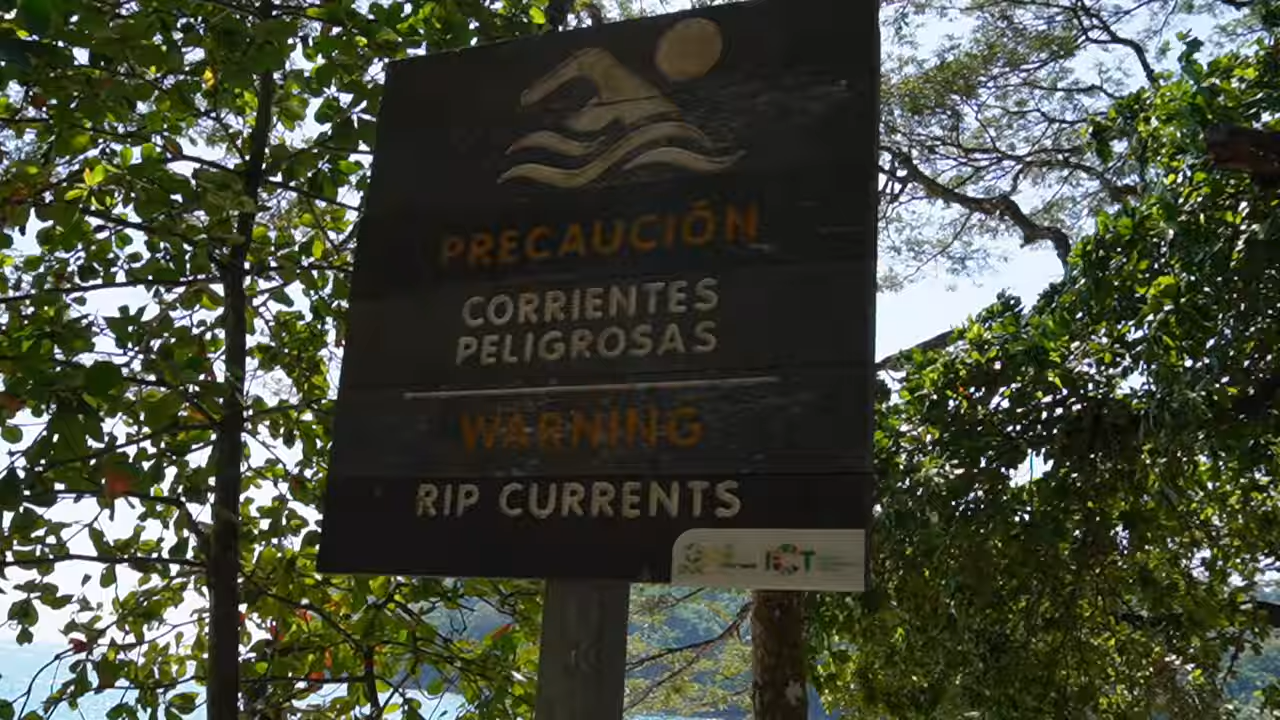 PRECAUCIÓN
CORRIENTES
PELIGROSAS
WARNING
RIP CURRENTS